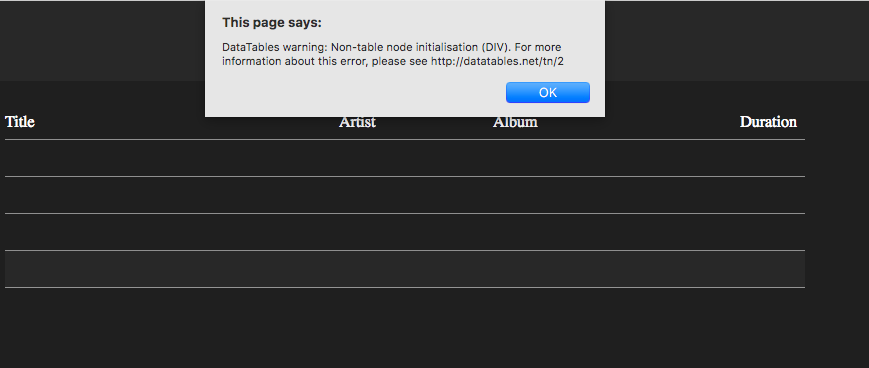 This page says:
DataTables warning: Non-table node initialisation (DIV). For more
information about this error, please see http://datatables.net/tn/2
OK
Title Artist Album Duration